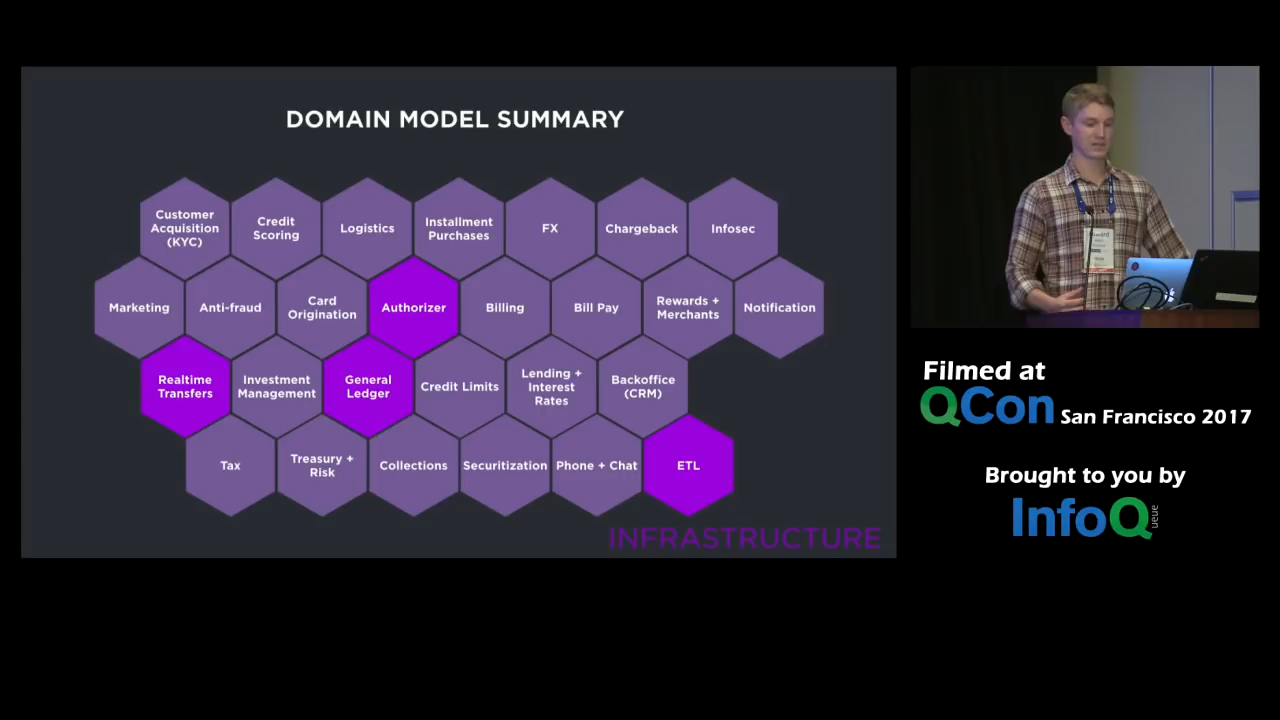 DOMAIN MODEL SUMMARY
Customer
Acquisition
(KYC)
Credit
Scoring
Logistics
Installment
Purchases
FX
Chargeback
Infosec
Marketing
Anti-fraud
Card
Origination
Authorizer
Billing
Bill Pay
Rewards +
Merchants
Notification
Realtime
Transfers
Investment
Management
General
Ledger
Credit Limits
Lending +
Interest
Rates
Backoffice
(CRM)
Tax
Treasury +
Risk
Collections
Securitization
Phone + Chat
ETL
INFRASTRUCTURE
Filmed at
QCon San Francisco 2017
Brought to you by
InfoQ
ueue